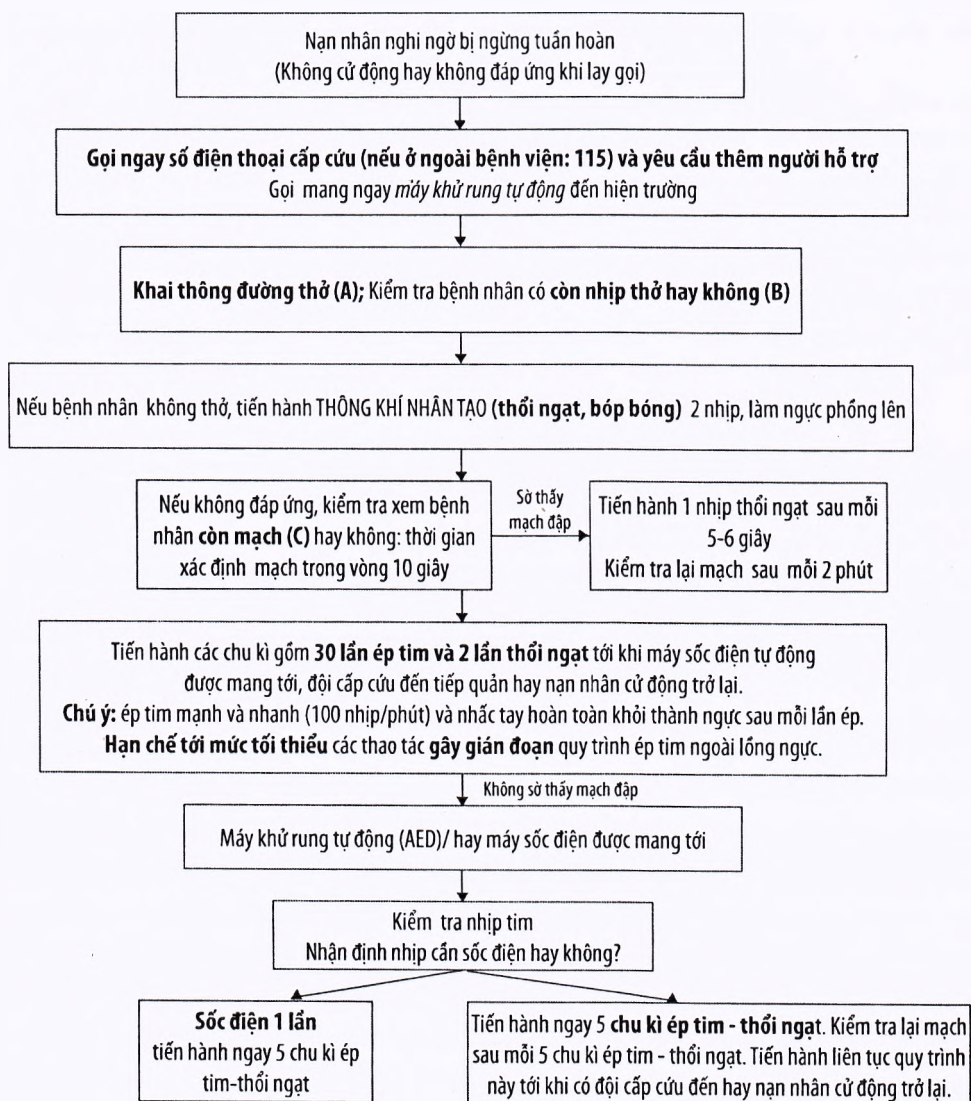 Nạn nhân nghi ngờ bị ngừng tuần hoàn
(Không cử động hay không đáp ứng khi lay gọi)
Gọi ngay số điện thoại cấp cứu (nếu ở ngoài bệnh viện: 115) và yêu cầu thêm người hỗ trợ
Gọi mang ngay máy khử rung tự động đến hiện trường
Khai thông đường thở (A); Kiểm tra bệnh nhân có còn nhịp thở hay không (B)
Nếu bệnh nhân không thở, tiến hành THÔNG KHÍ NHÂN TẠO (thổi ngạt, bóp bóng) 2 nhịp, làm ngực phồng lên
Nếu không đáp ứng, kiểm tra xem bệnh
nhân còn mạch (C) hay không: thời gian
xác định mạch trong vòng 10 giây
Sờ thấy
mạch đập
Tiến hành 1 nhịp thổi ngạt sau mỗi
5-6 giây
Kiểm tra lại mạch sau mỗi 2 phút
Tiến hành các chu kì gồm 30 lần ép tim và 2 lần thổi ngạt tới khi máy sốc điện tự động
được mang tới, đội cấp cứu đến tiếp quản hay nạn nhân cử động trở lại.
Chú ý: ép tim mạnh và nhanh (100 nhịp/phút) và nhấc tay hoàn toàn khỏi thành ngực sau mỗi lần ép.
Hạn chế tới mức tối thiểu các thao tác gây gián đoạn quy trình ép tim ngoài lồng ngực.
Không sờ thấy mạch đập
Máy khử rung tự động (AED)/ hay máy sốc điện được mang tới
Kiểm tra nhịp tim
Nhận định nhịp cần sốc điện hay không?
Sốc điện 1 lần
tiến hành ngay 5 chu kì ép
tim-thổi ngạt
Tiến hành ngay 5 chu kì ép tim - thổi ngạt. Kiểm tra lại mạch
sau mỗi 5 chu kì ép tim - thổi ngạt. Tiến hành liên tục quy trình
này tới khi có đội cấp cứu đến hay nạn nhân cử động trở lại.